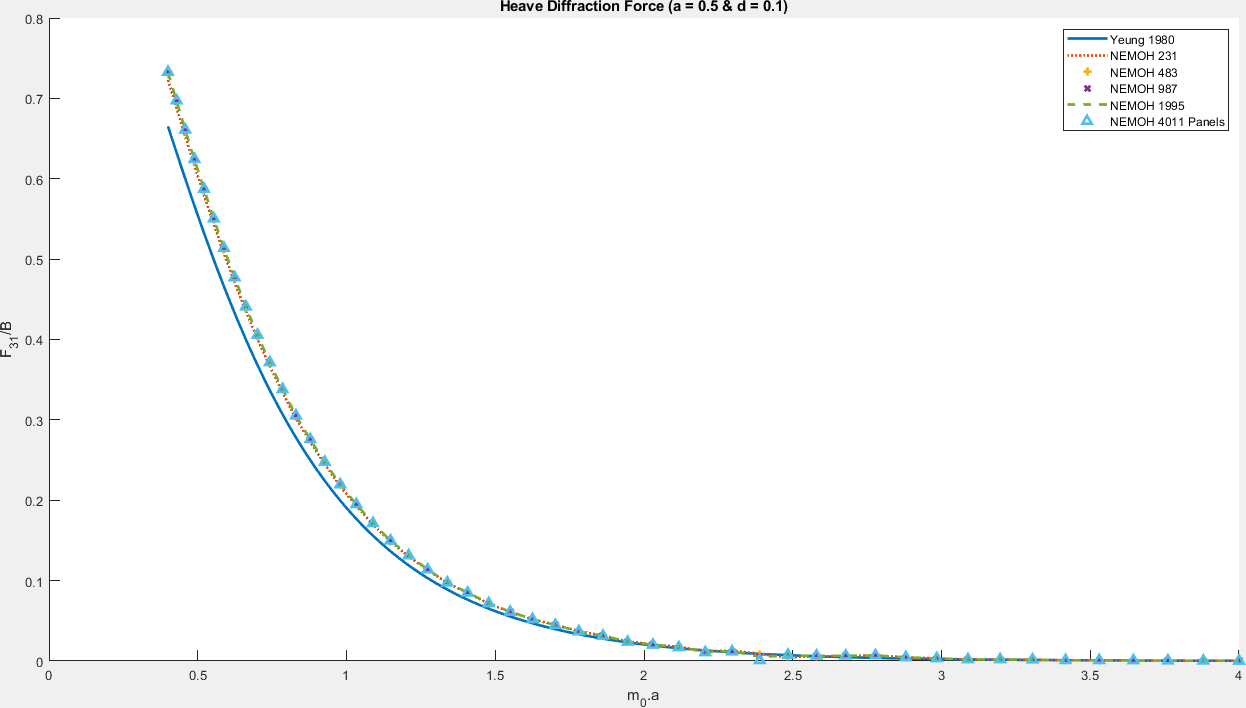 Heave Diffraction Force (a = 0.5 & d = 0.1)
0.8
0.7
0.6
0.5
0.4
0.3
0.2
0.1
0
F31/B
Yeung 1980
NEMOH 231
NEMOH 483
NEMOH 987
NEMOH 1995
NEMOH 4011 Panels
0 0.5 1 1.5 2 2.5 3 3.5 4
m0.a